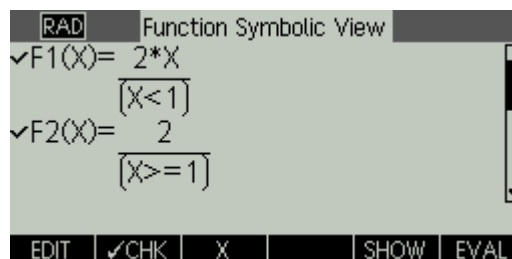 RAD Function Symbolic View
✓F1(X)= 2*X
(X<1)
✓F2(X)= 2
(X>=1)
EDIT ✓CHK X SHOW EVAL